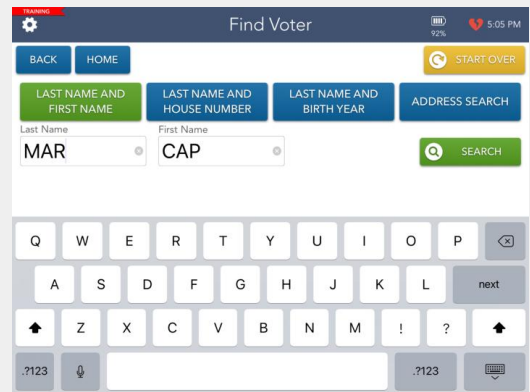 TRAINING
Find Voter
92%
5:05 PM
BACK
HOME
START OVER
LAST NAME AND
FIRST NAME
LAST NAME AND
HOUSE NUMBER
LAST NAME AND
BIRTH YEAR
ADDRESS SEARCH
Last Name
First Name
MAR
CAP
SEARCH
Q W E R T Y U I O P
A S D F G H J K L next
Z X C V B N M ! ?
.?123 .?123